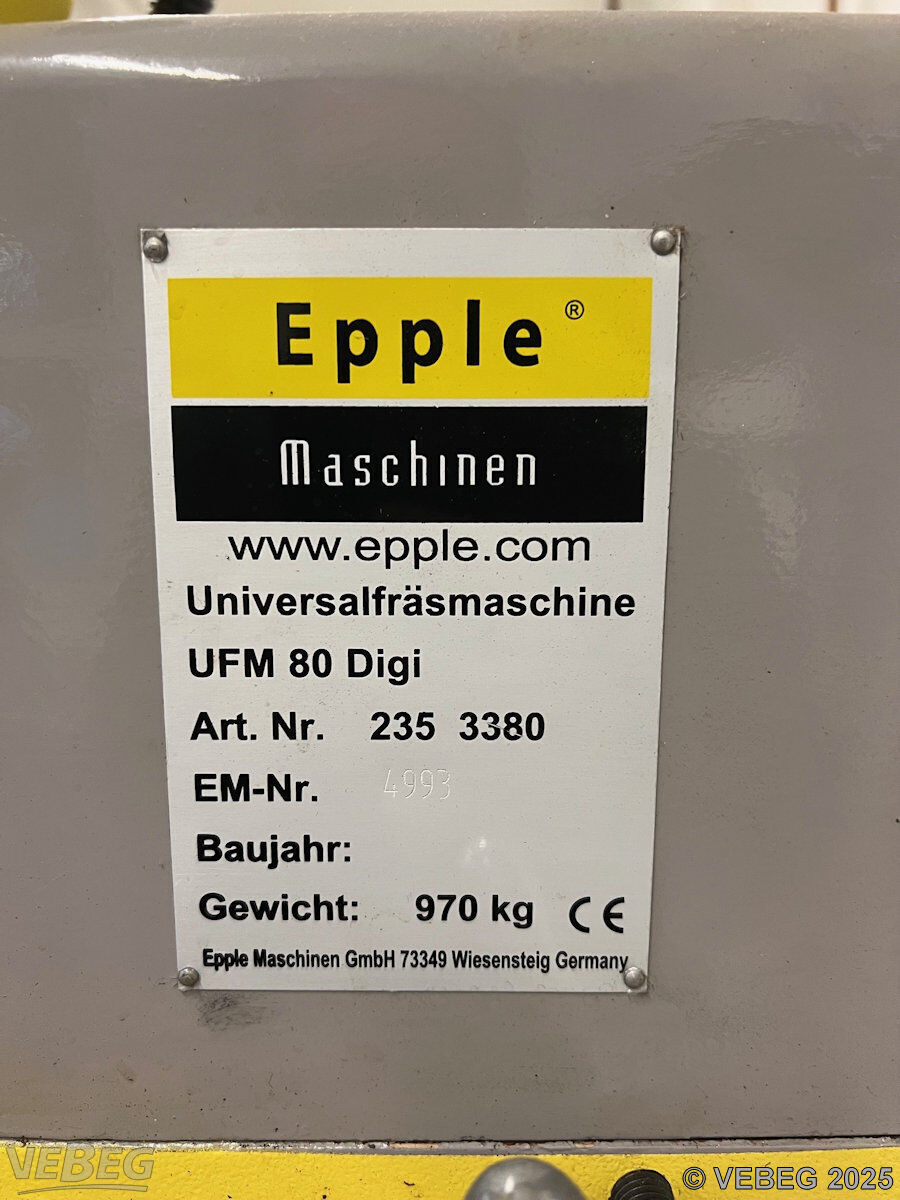 Epple®
Maschinen
www.epple.com
Universalfräsmaschine
UFM 80 Digi
Art. Nr. 235 3380
EM-Nr. 4993
Baujahr:
Gewicht: 970 kg CE
Epple Maschinen GmbH 73349 Wiesensteig Germany
VEBEG
© VEBEG 2025